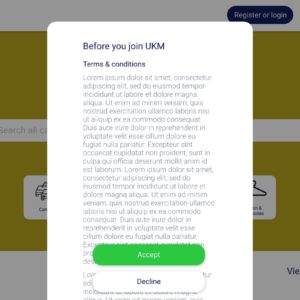 Register or login
Before you join UKM
Terms & conditions
Lorem ipsum dolor sit amet, consectetur
adipiscing elit, sed do eiusmod tempor
incididunt ut labore et dolore magna
aliqua. Ut enim ad minim veniam, quis
nostrud exercitation ullamco laboris nisi
ut aliquip ex ea commodo consequat.
Duis aute irure dolor in reprehenderit in
voluptate velit esse cillum dolore eu
fugiat nulla pariatur. Excepteur sint
occaecat cupidatat non proident, sunt in
culpa qui officia deserunt mollit anim id
est laborum. Lorem ipsum dolor sit
amet, consectetur adipiscing elit, sed do
eiusmod tempor incididunt ut labore et
dolore magna aliqua. Ut enim ad minim
veniam, quis nostrud exercitation
ullamco laboris nisi ut aliquip ex ea
commodo consequat. Duis aute irure
dolor in reprehenderit in voluptate velit
esse cillum dolore eu fugiat nulla
pariatur. Excepteur sint occaecat
Search all
Accept
Decline
Lorem